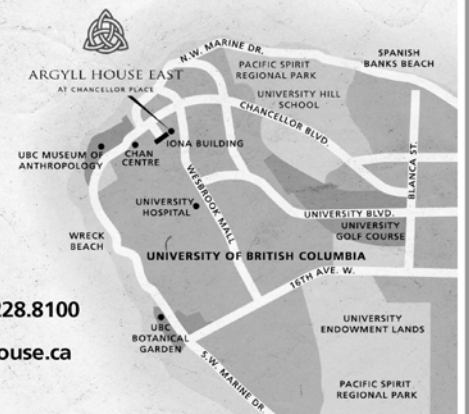 N.W. MARINE DR.
SPANISH
BANKS BEACH
PACIFIC SPIRIT
REGIONAL PARK
ARGYLL HOUSE EAST
AT CHANCELLOR PLACE
UNIVERSITY HILL
SCHOOL
CHANCELLOR BLVD.
IONA BUILDING
UBC MUSEUM OF
ANTHROPOLOGY
CHAN
CENTRE
BLANCA ST.
WESBROOK MALL
UNIVERSITY
HOSPITAL
UNIVERSITY BLVD.
UNIVERSITY
GOLF COURSE
WRECK
BEACH
UNIVERSITY OF BRITISH COLUMBIA
16TH AVE. W.
228.8100
UBC
BOTANICAL
GARDEN
UNIVERSITY
ENDOWMENT LANDS
ouse.ca
S.W. MARINE DR.
PACIFIC SPIRIT
REGIONAL PARK